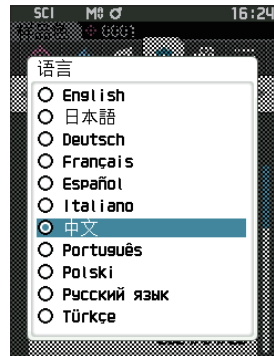 SCI M ♂ 16:24
语言
English
日本語
Deutsch
Français
Español
Italiano
中文
Português
Polski
Русский язык
Türkçe